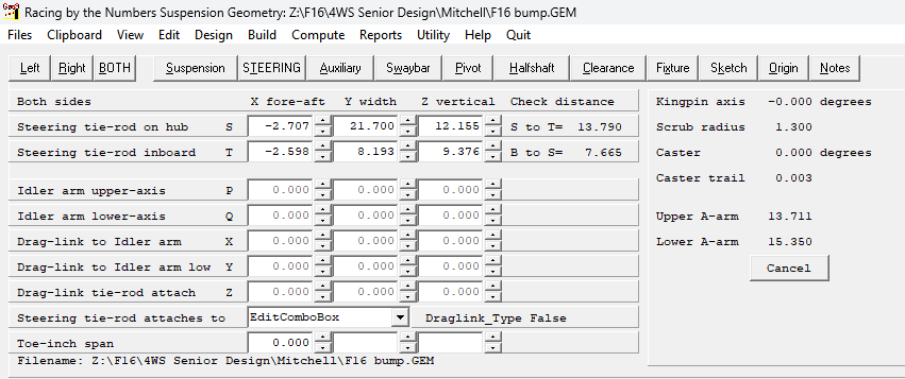 Racing by the Numbers Suspension Geometry: Z:\F16\4WS Senior Design\Mitchell\F16 bump.GEM
Files Clipboard View Edit Design Build Compute Reports Utility Help Quit
Left Right BOTH Suspension STEERING Auxiliary Swaybar Pivot Halfshaft Clearance Fixture Sketch Origin Notes
Both sides X fore-aft Y width Z vertical Check distance Kingpin axis -0.000 degrees
Steering tie-rod on hub S -2.707 21.700 12.155 S to T= 13.790 Scrub radius 1.300
Steering tie-rod inboard T -2.598 8.193 9.376 B to S= 7.665 Caster 0.000 degrees
Caster trail 0.003
Idler arm upper-axis P 0.000 0.000 0.000
Idler arm lower-axis Q 0.000 0.000 0.000 Upper A-arm 13.711
Drag-link to Idler arm X 0.000 0.000 0.000 Lower A-arm 15.350
Drag-link to Idler arm low Y 0.000 0.000 0.000 Cancel
Drag-link tie-rod attach Z 0.000 0.000 0.000
Steering tie-rod attaches to EditComboBox Draglink_Type False
Toe-inch span 0.000
Filename: Z:\F16\4WS Senior Design\Mitchell\F16 bump.GEM